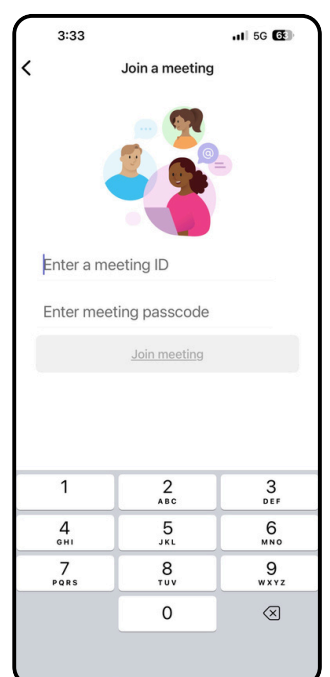 3:33 5G 63
Join a meeting
@
Enter a meeting ID
Enter meeting passcode
Join meeting
1 2 3
ABC DEF
4 5 6
GHI JKL MNO
7 8 9
PQRS TUV WXYZ
0